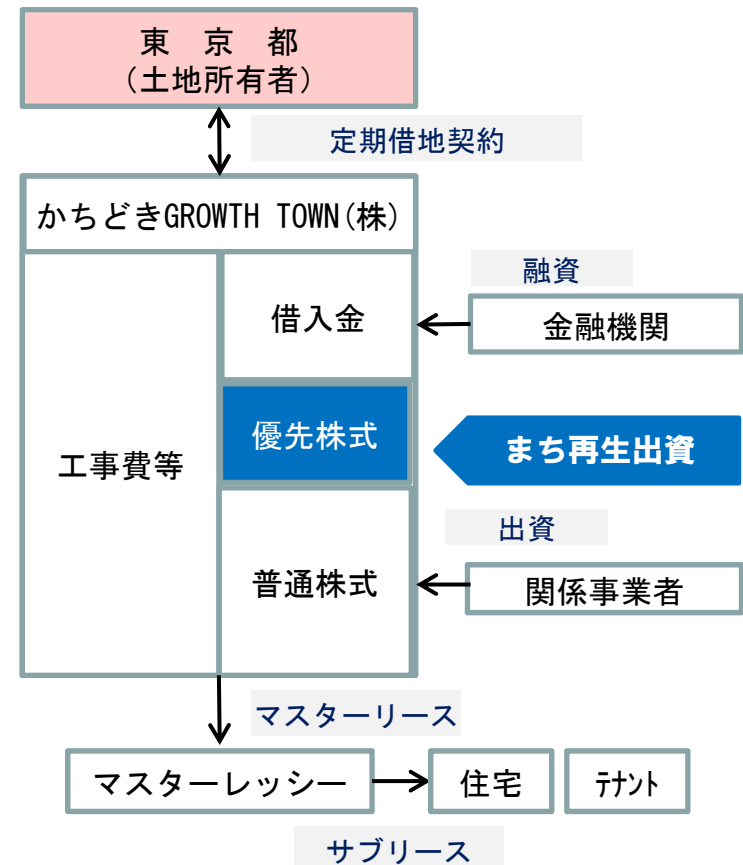 東 京 都
(土地所有者)
定期借地契約
かちどきGROWTH TOWN(株)
融資
借入金
金融機関
優先株式
まち再生出資
工事費等
出資
普通株式
関係事業者
マスターリース
マスターレッシー
住宅
ﾃﾅﾝﾄ
サブリース